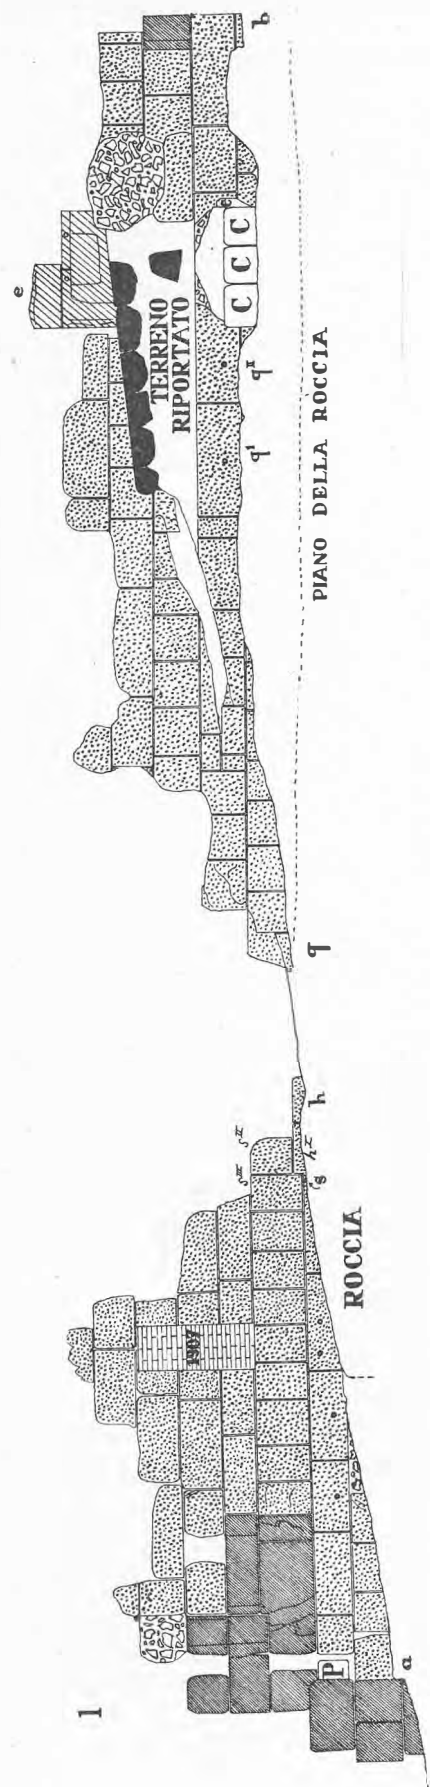 1
P
a
1907
ROCCIA
h
q
PIANO DELLA ROCCIA
TERRENO
RIPORTATO
e
C C C
C C C
c
b